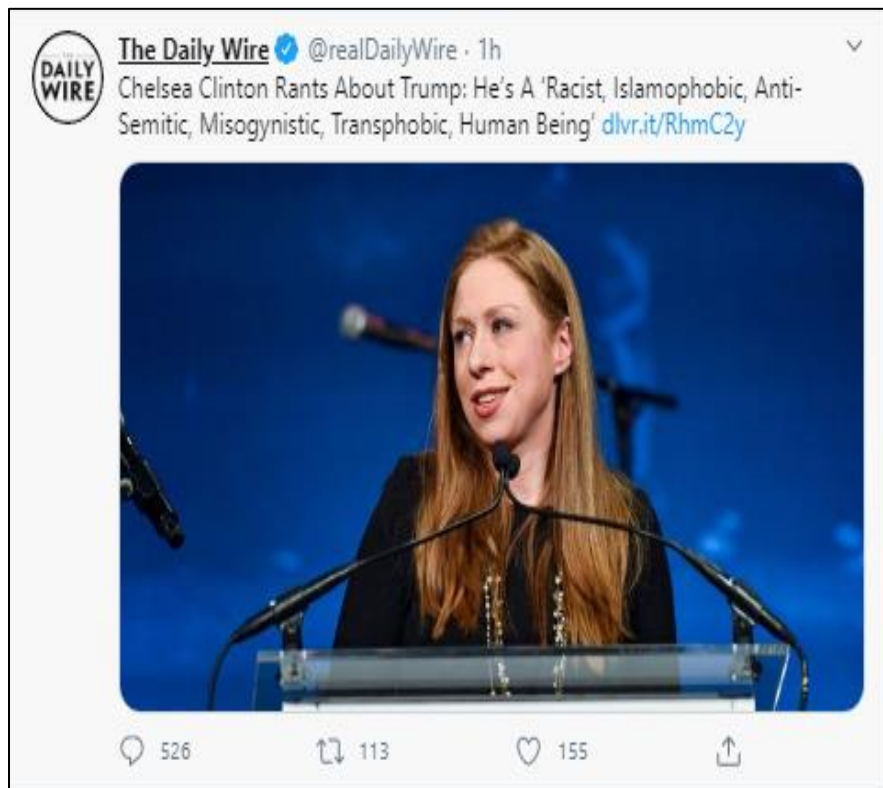 THE
DAILY
WIRE
The Daily Wire @realDailyWire · 1h
Chelsea Clinton Rants About Trump: He's A 'Racist, Islamophobic, Anti-
Semitic, Misogynistic, Transphobic, Human Being' dlvr.it/RhmC2y
526 113 155